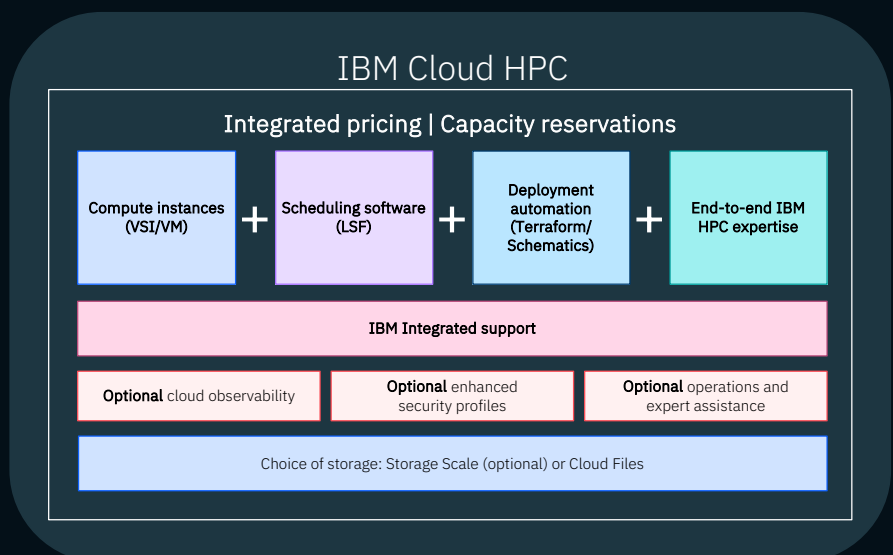 IBM Cloud HPC
Integrated pricing | Capacity reservations
Compute instances
(VSI/VM)
+
Scheduling software
(LSF)
+
Deployment
automation
(Terraform/
Schematics)
+
End-to-end IBM
HPC expertise
IBM Integrated support
Optional cloud observability
Optional enhanced
security profiles
Optional operations and
expert assistance
Choice of storage: Storage Scale (optional) or Cloud Files